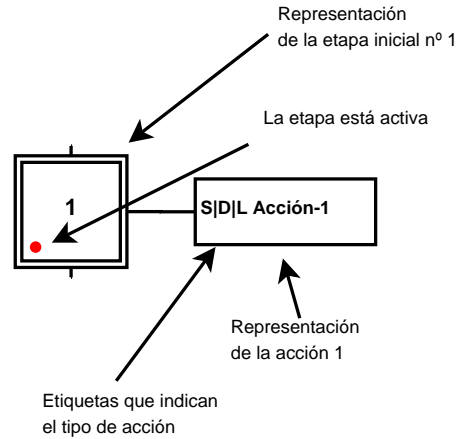 Representación
de la etapa inicial nº 1
La etapa está activa
1
S|D|L Acción-1
Representación
de la acción 1
Etiquetas que indican
el tipo de acción